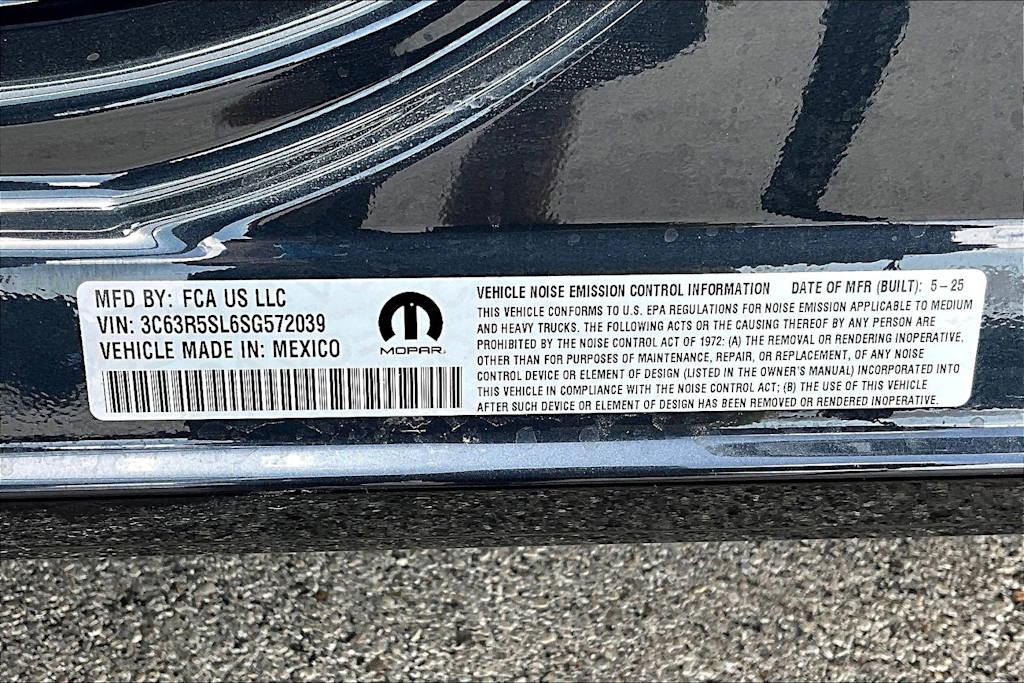 MFD BY: FCA US LLC
VIN: 3C63R5SL6SG572039
VEHICLE MADE IN: MEXICO
MOPAR
VEHICLE NOISE EMISSION CONTROL INFORMATION DATE OF MFR (BUILT): 5-25
THIS VEHICLE CONFORMS TO U.S. EPA REGULATIONS FOR NOISE EMISSION APPLICABLE TO MEDIUM
AND HEAVY TRUCKS. THE FOLLOWING ACTS OR THE CAUSING THEREOF BY ANY PERSON ARE
PROHIBITED BY THE NOISE CONTROL ACT OF 1972: (A) THE REMOVAL OR RENDERING INOPERATIVE,
OTHER THAN FOR PURPOSES OF MAINTENANCE, REPAIR, OR REPLACEMENT, OF ANY NOISE
CONTROL DEVICE OR ELEMENT OF DESIGN (LISTED IN THE OWNER'S MANUAL) INCORPORATED INTO
THIS VEHICLE IN COMPLIANCE WITH THE NOISE CONTROL ACT; (B) THE USE OF THIS VEHICLE
AFTER SUCH DEVICE OR ELEMENT OF DESIGN HAS BEEN REMOVED OR RENDERED INOPERATIVE.